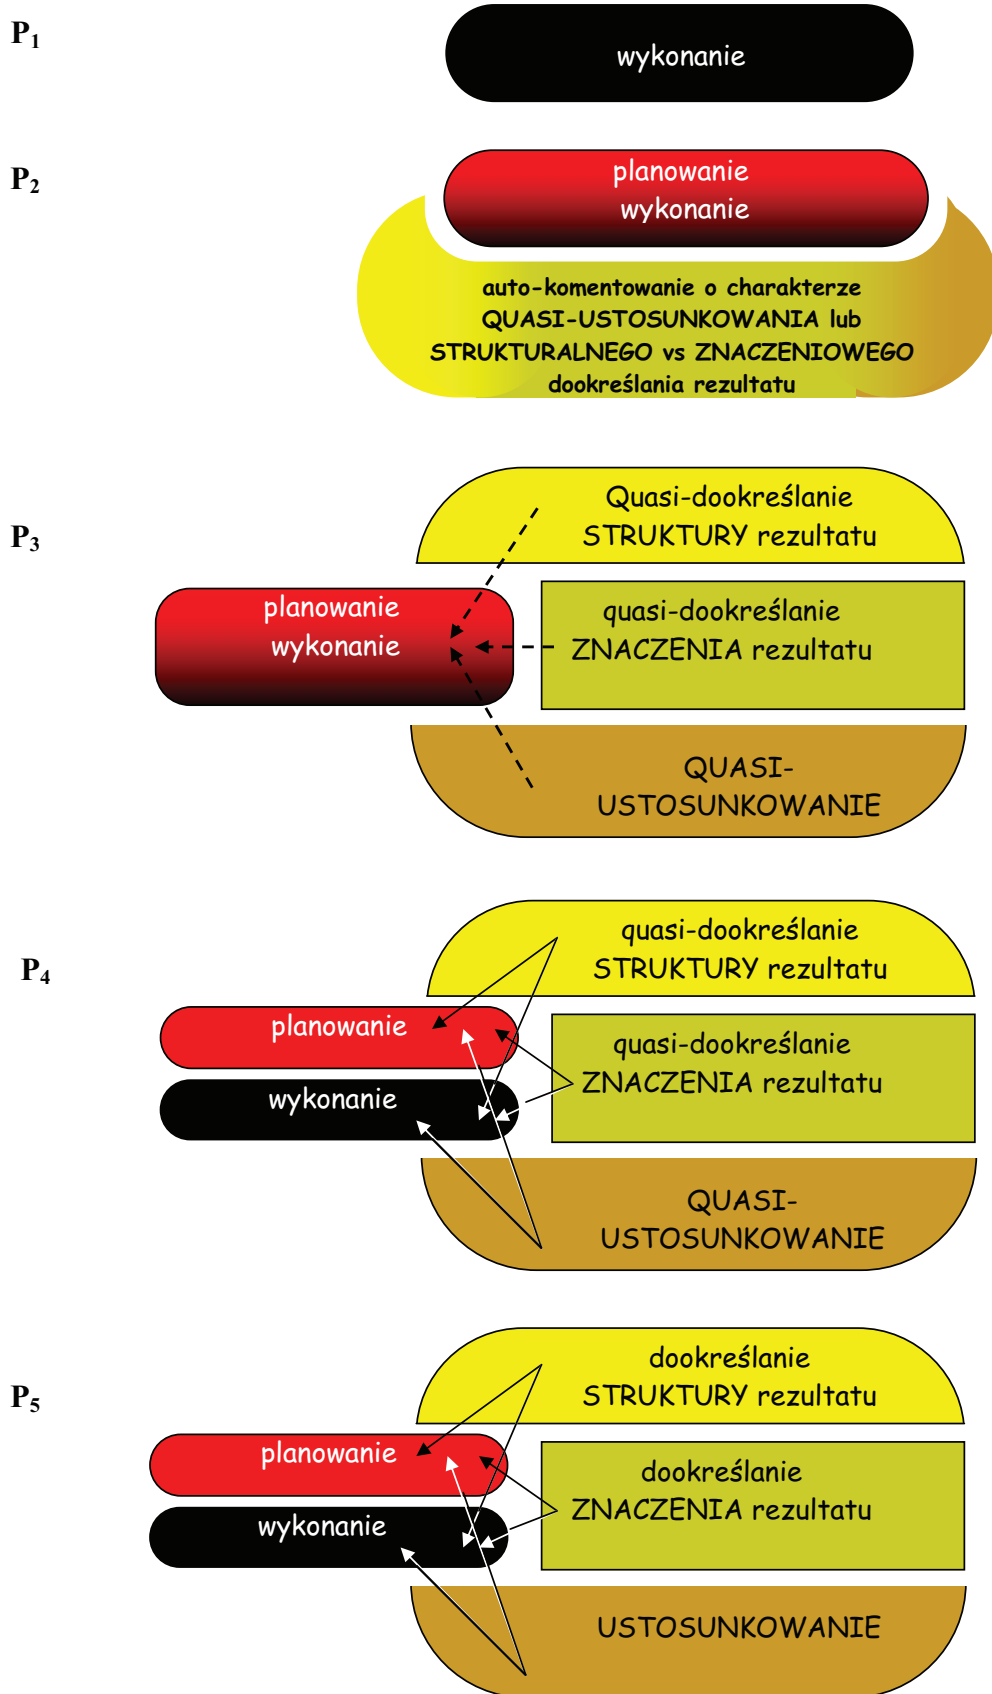 P₁
wykonanie
P₂
planowanie
wykonanie
auto-komentowanie o charakterze
QUASI-USTOSUNKOWANIA lub
STRUKTURALNEGO vs ZNACZENIOWEGO
dookreślania rezultatu
P₃
Quasi-dookreślanie
STRUKTURY rezultatu
planowanie
wykonanie
quasi-dookreślanie
ZNACZENIA rezultatu
QUASI-
USTOSUNKOWANIE
P₄
quasi-dookreślanie
STRUKTURY rezultatu
planowanie
wykonanie
quasi-dookreślanie
ZNACZENIA rezultatu
QUASI-
USTOSUNKOWANIE
P₅
dookreślanie
STRUKTURY rezultatu
planowanie
wykonanie
dookreślanie
ZNACZENIA rezultatu
USTOSUNKOWANIE